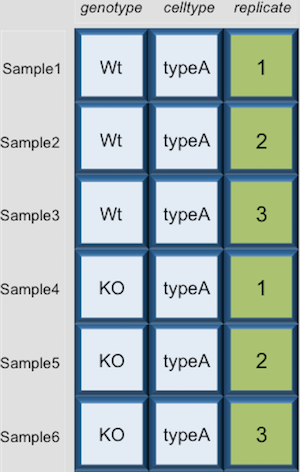 genotype celltype replicate
Sample1 Wt typeA 1
Sample2 Wt typeA 2
Sample3 Wt typeA 3
Sample4 KO typeA 1
Sample5 KO typeA 2
Sample6 KO typeA 3